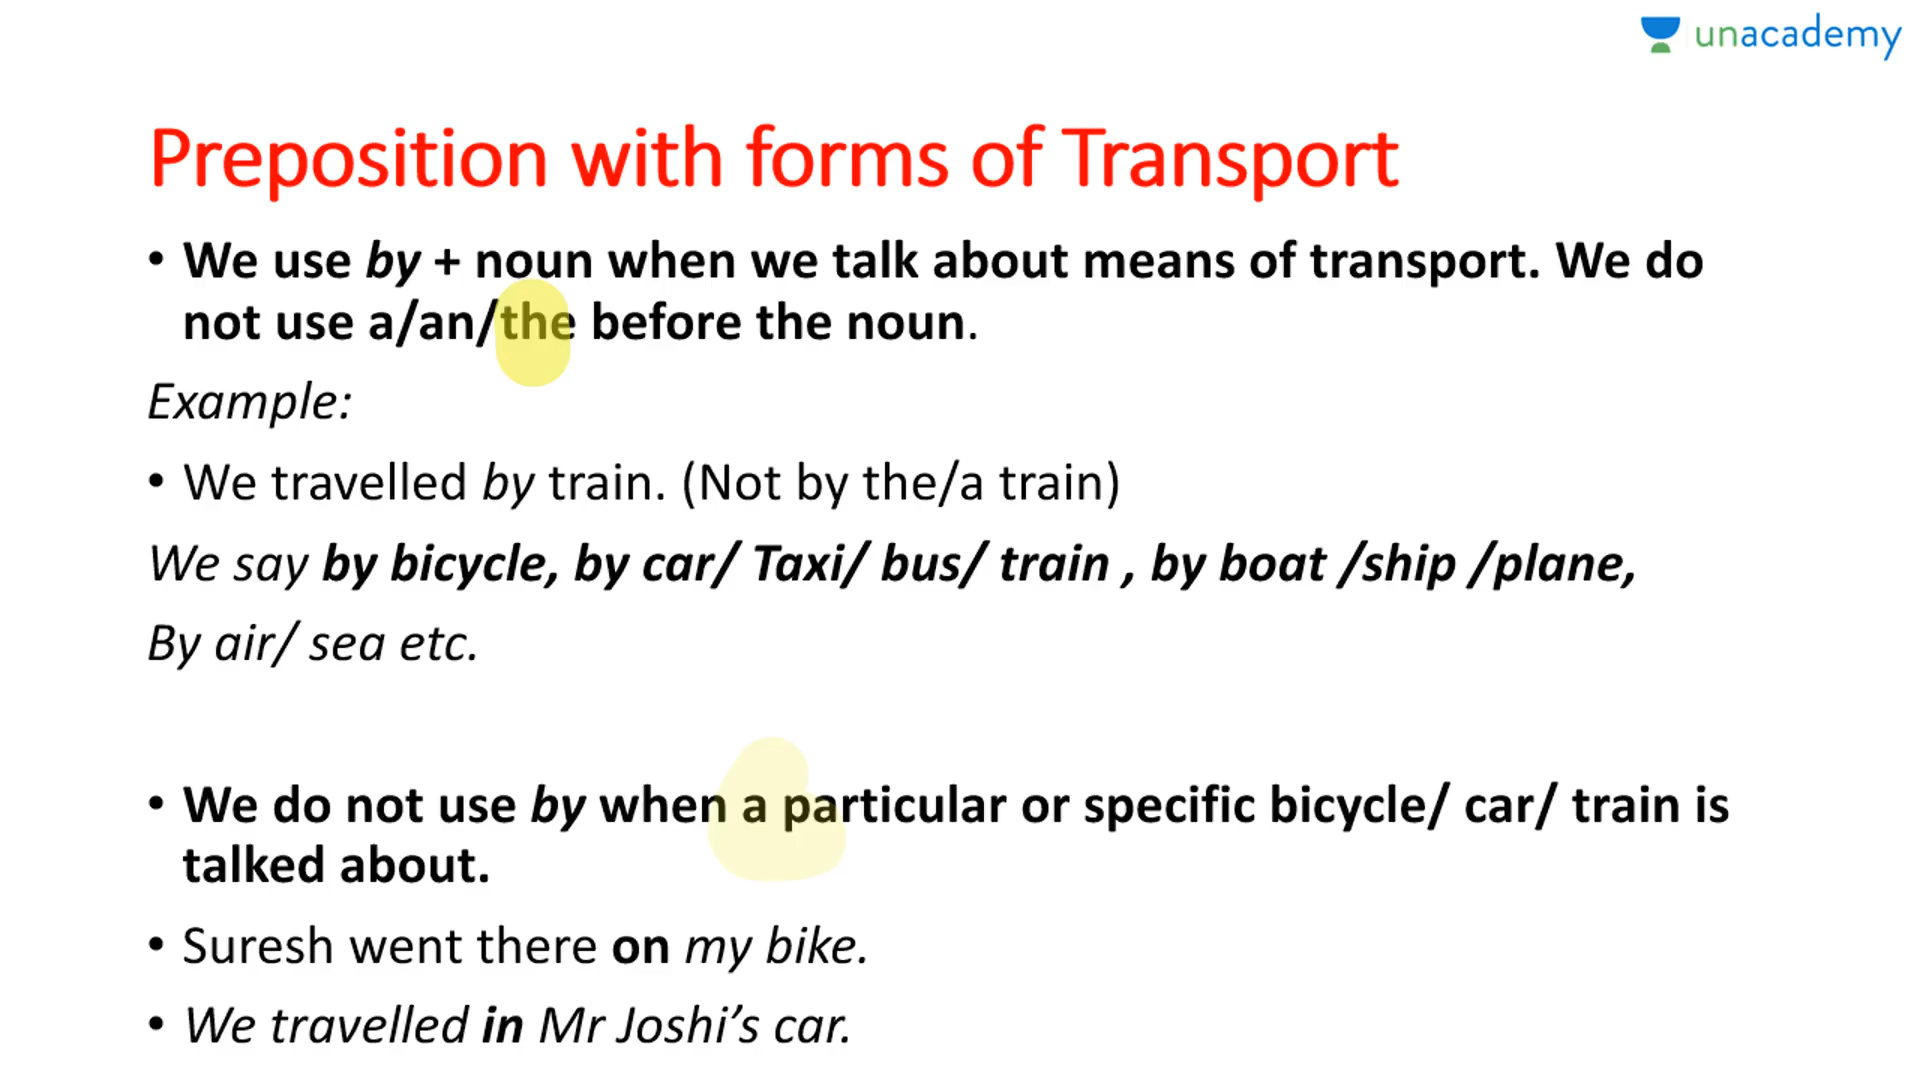 unacademy
Preposition with forms of Transport
• We use by + noun when we talk about means of transport. We do
not use a/an/the before the noun.
Example:
• We travelled by train. (Not by the/a train)
We say by bicycle, by car/ Taxi/ bus/ train , by boat /ship /plane,
By air/ sea etc.
• We do not use by when a particular or specific bicycle/ car/ train is
talked about.
• Suresh went there on my bike.
• We travelled in Mr Joshi’s car.